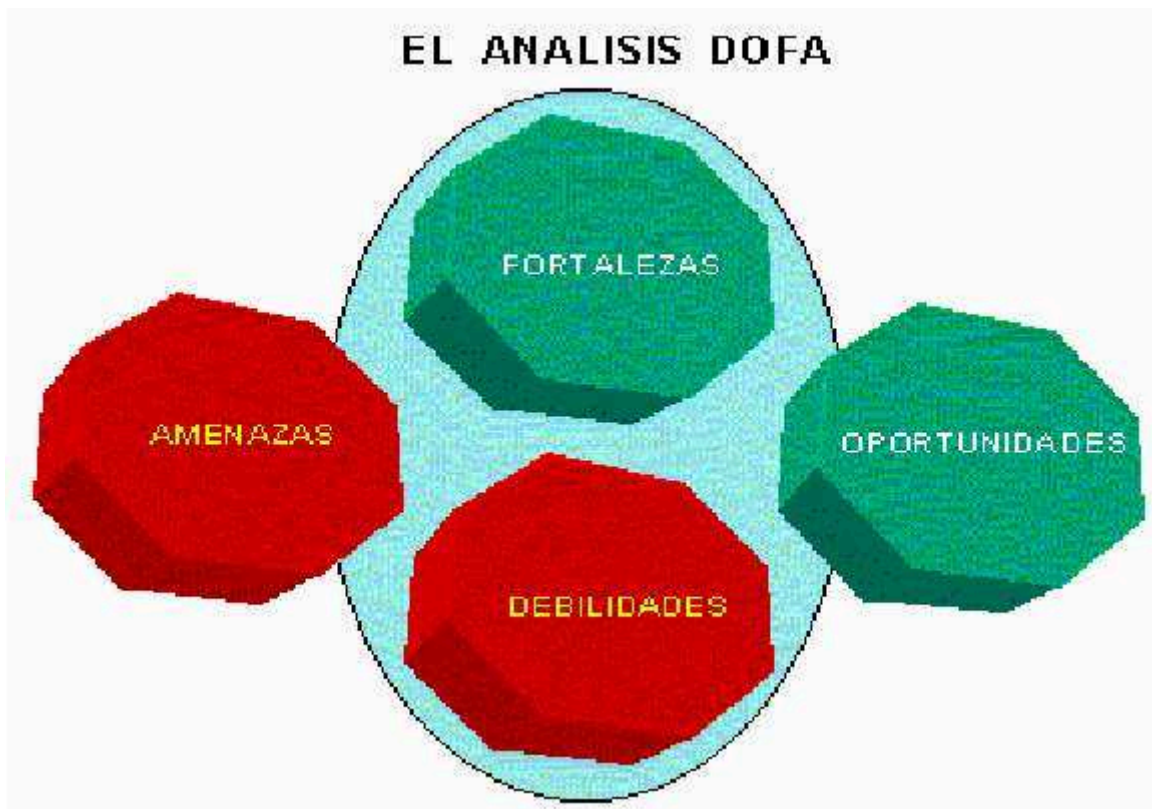 EL ANALISIS DOFA
FORTALEZAS
AMENAZAS
OPORTUNIDADES
DEBILIDADES